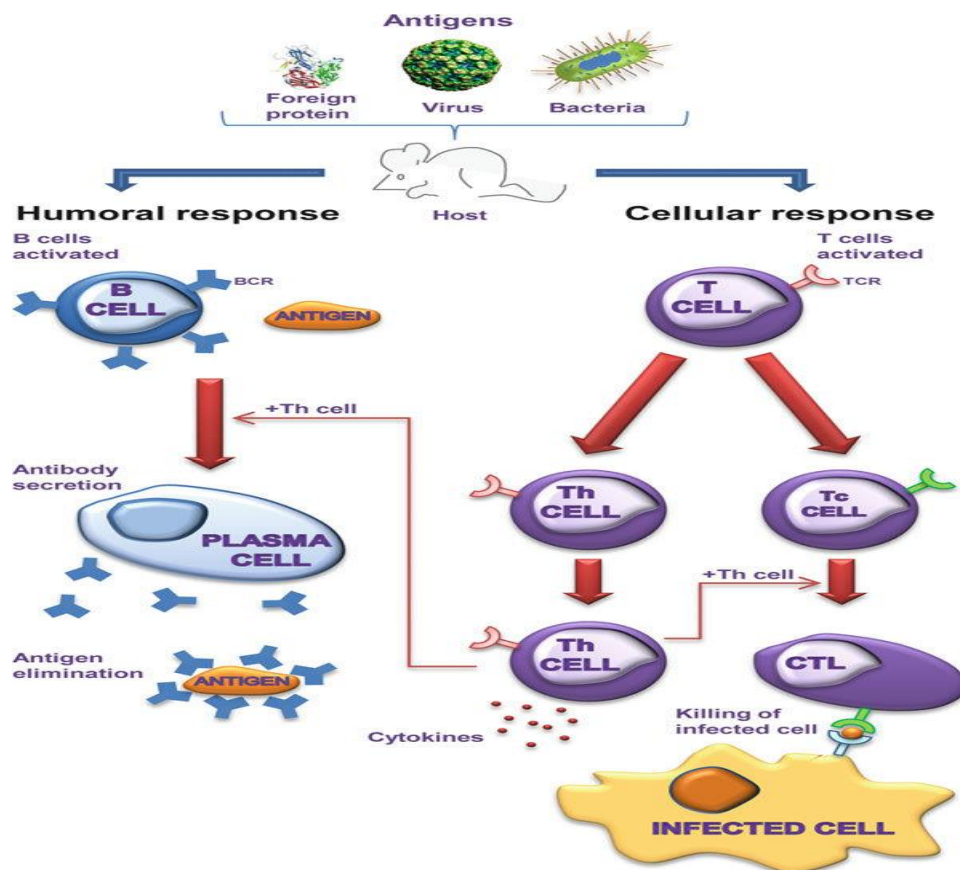 Antigens
Foreign
protein
Virus
Bacteria
Host
Humoral response
Cellular response
B cells
activated
T cells
activated
BCR
TCR
B
CELL
ANTIGEN
T
CELL
+Th cell
Antibody
secretion
PLASMA
CELL
Th
CELL
Tc
CELL
+Th cell
Antigen
elimination
ANTIGEN
Th
CELL
CTL
Cytokines
Killing of
infected cell
INFECTED CELL